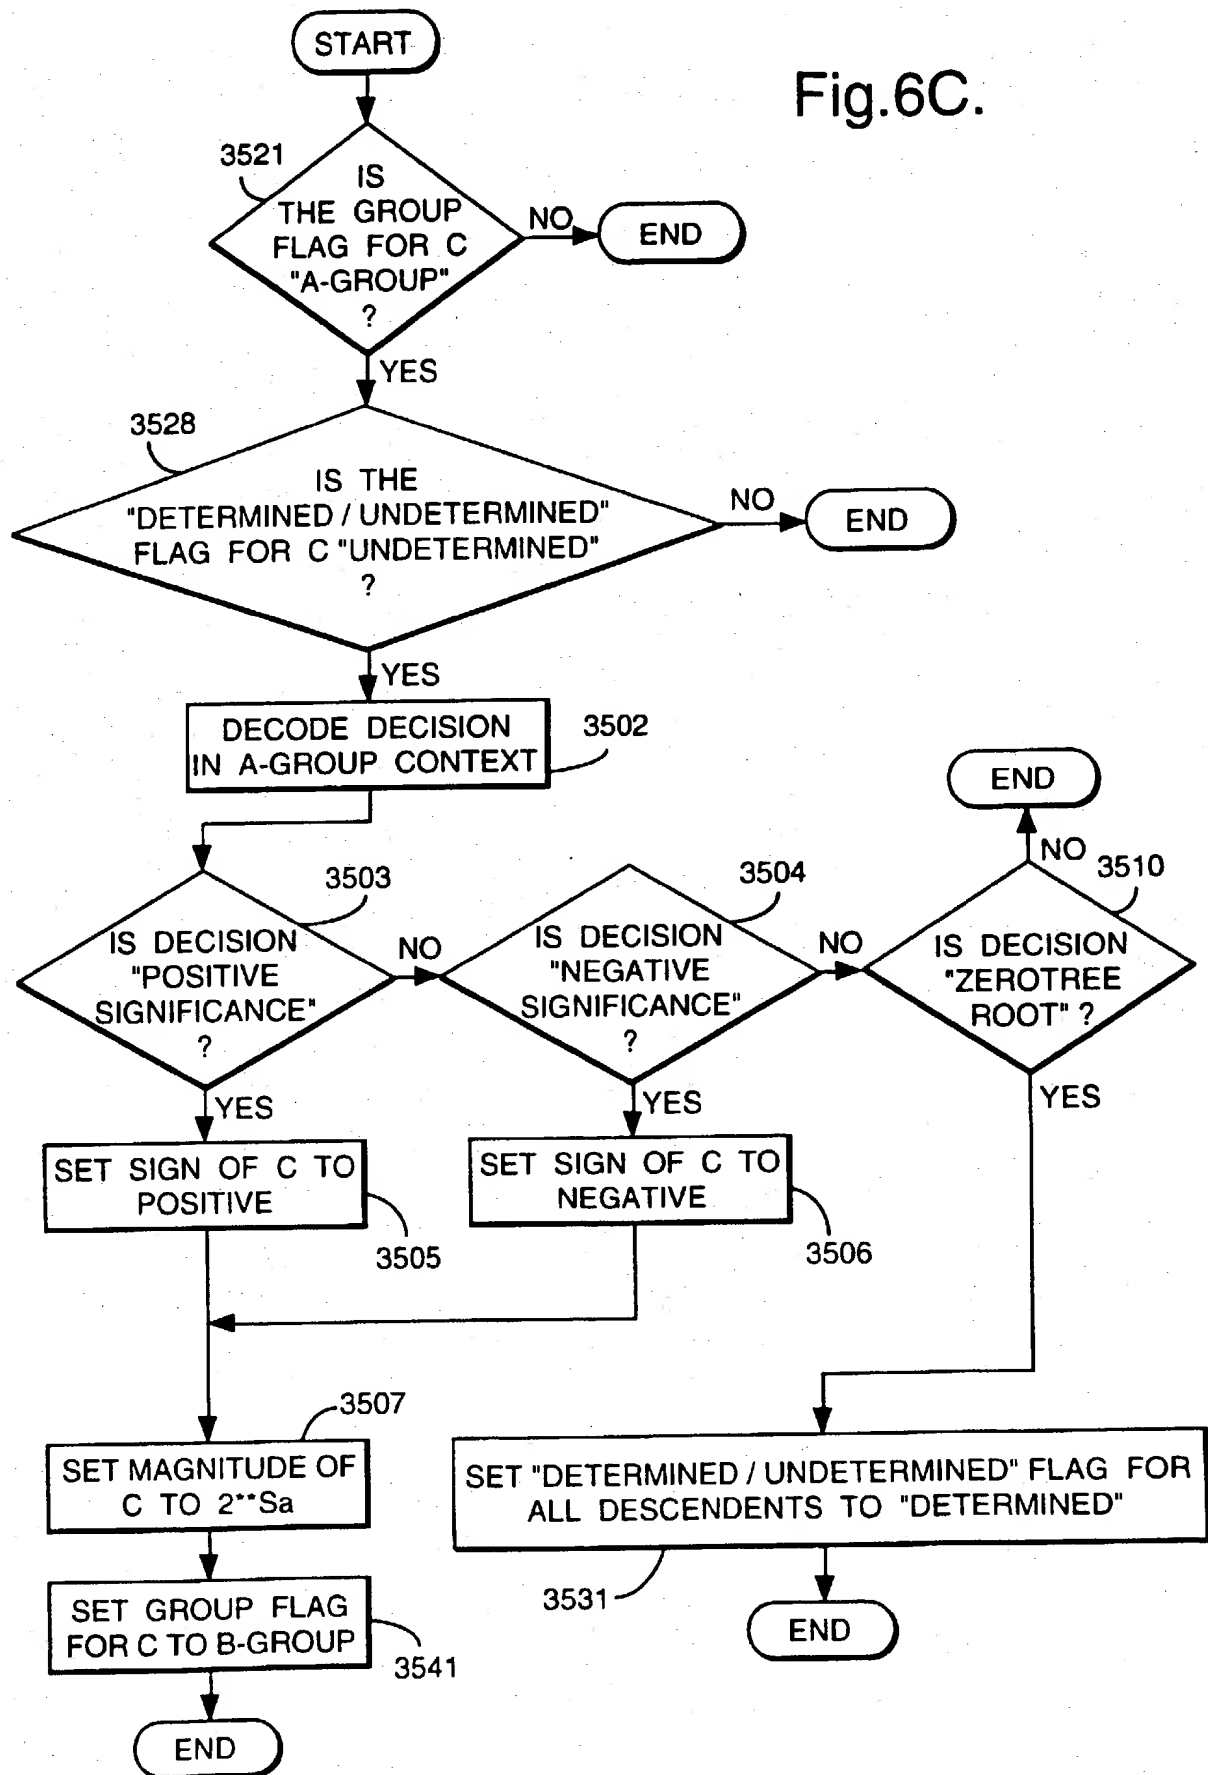 START
Fig.6C.
3521
IS
THE GROUP
FLAG FOR C
"A-GROUP"
?
NO
END
YES
3528
IS THE
"DETERMINED / UNDETERMINED"
FLAG FOR C "UNDETERMINED"
?
NO
END
YES
DECODE DECISION
IN A-GROUP CONTEXT
3502
END
NO
3503
IS DECISION
"POSITIVE
SIGNIFICANCE"
?
NO
3504
IS DECISION
"NEGATIVE
SIGNIFICANCE"
?
NO
3510
IS DECISION
"ZEROTREE
ROOT" ?
YES
YES
YES
SET SIGN OF C TO
POSITIVE
3505
SET SIGN OF C TO
NEGATIVE
3506
3507
SET MAGNITUDE OF
C TO 2**Sa
SET "DETERMINED / UNDETERMINED" FLAG FOR
ALL DESCENDENTS TO "DETERMINED"
3531
END
SET GROUP FLAG
FOR C TO B-GROUP
3541
END